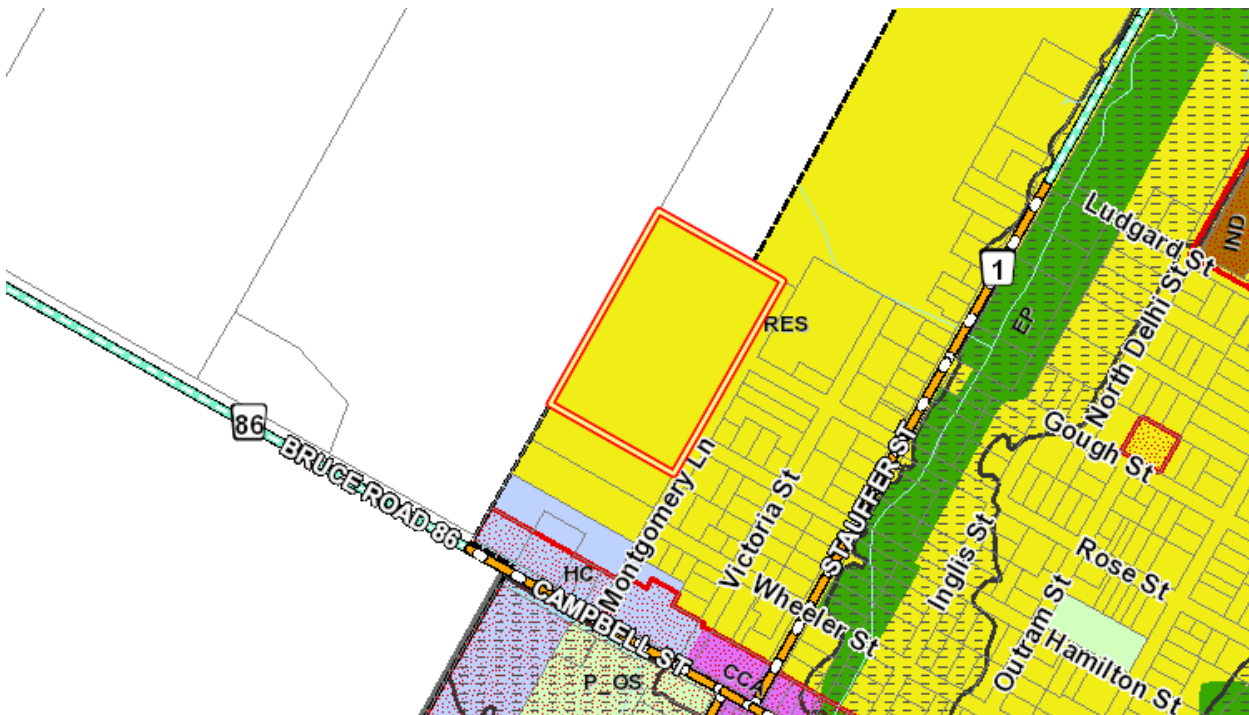 Ludgard St
IND
1
RES
EP
North Delhi St
86
Gough St
BRUCE ROAD 86
STAUFFER ST
Montgomery Ln
Victoria St
Inglis St
Rose St
HC
Wheeler St
CAMPBELL ST
Outram St
Hamilton St
CCA
P_OS